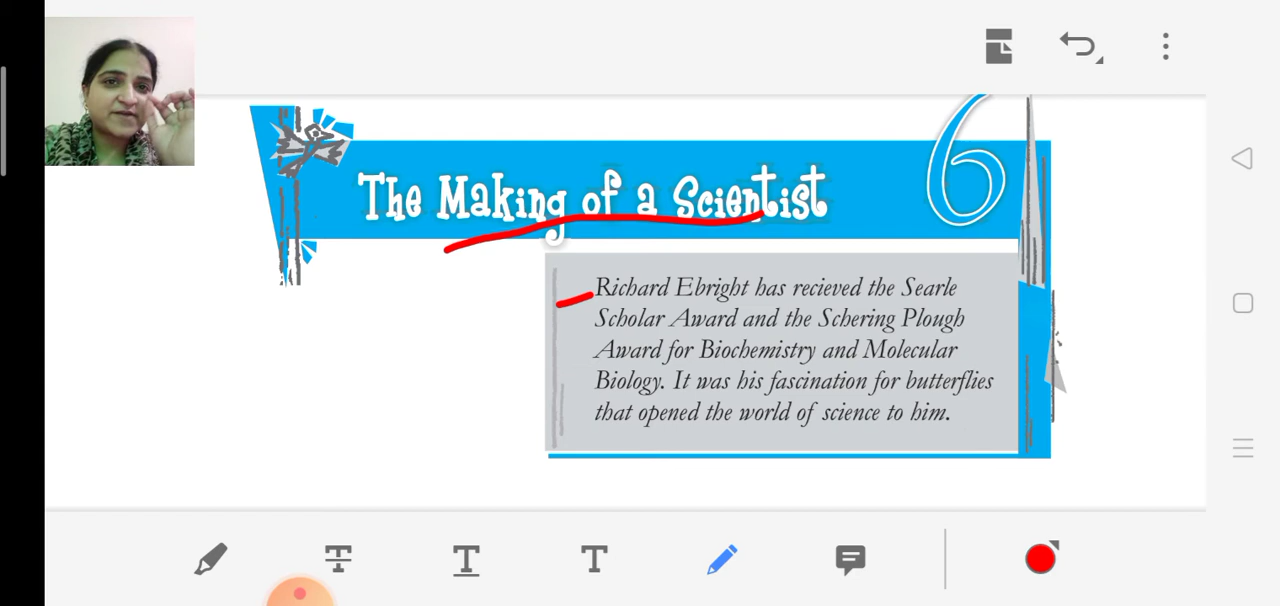 6
The Making of a Scientist
Richard Ebright has recieved the Searle
Scholar Award and the Schering Plough
Award for Biochemistry and Molecular
Biology. It was his fascination for butterflies
that opened the world of science to him.
T T T